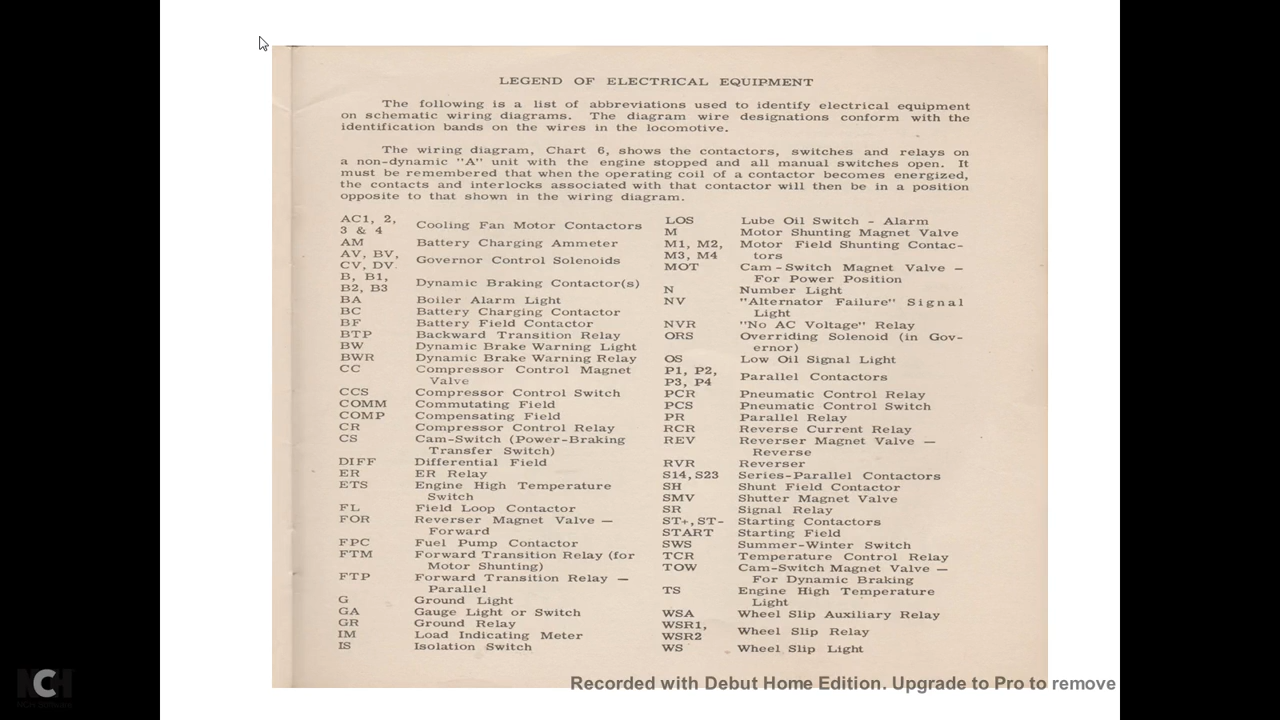 LEGEND OF ELECTRICAL EQUIPMENT
The following is a list of abbreviations used to identify electrical equipment
on schematic wiring diagrams. The diagram wire designations conform with the
identification bands on the wires in the locomotive.
The wiring diagram, Chart 6, shows the contactors, switches and relays on
a non-dynamic "A" unit with the engine stopped and all manual switches open. It
must be remembered that when the operating coil of a contactor becomes energized,
the contacts and interlocks associated with that contactor will then be in a position
opposite to that shown in the wiring diagram.
AC1, 2,
3 & 4 Cooling Fan Motor Contactors
AM Battery Charging Ammeter
AV, BV,
CV, DV. Governor Control Solenoids
B, B1,
B2, B3 Dynamic Braking Contactor(s)
BA Boiler Alarm Light
BC Battery Charging Contactor
BF Battery Field Contactor
BTP Backward Transition Relay
BW Dynamic Brake Warning Light
BWR Dynamic Brake Warning Relay
CC Compressor Control Magnet
Valve
CCS Compressor Control Switch
COMM Commutating Field
COMP Compensating Field
CR Compressor Control Relay
CS Cam-Switch (Power-Braking
Transfer Switch)
DIFF Differential Field
ER ER Relay
ETS Engine High Temperature
Switch
FL Field Loop Contactor
FOR Reverser Magnet Valve —
Forward
FPC Fuel Pump Contactor
FTM Forward Transition Relay (for
Motor Shunting)
FTP Forward Transition Relay —
Parallel
G Ground Light
GA Gauge Light or Switch
GR Ground Relay
IM Load Indicating Meter
IS Isolation Switch
LOS Lube Oil Switch - Alarm
M Motor Shunting Magnet Valve
M1, M2, Motor Field Shunting Contac-
M3, M4 tors
MOT Cam-Switch Magnet Valve —
For Power Position
N Number Light
NV "Alternator Failure" Signal
Light
NVR "No AC Voltage" Relay
ORS Overriding Solenoid (in Gov-
ernor)
OS Low Oil Signal Light
P1, P2,
P3, P4 Parallel Contactors
PCR Pneumatic Control Relay
PCS Pneumatic Control Switch
PR Parallel Relay
RCR Reverse Current Relay
REV Reverser Magnet Valve —
Reverse
RVR Reverser
S14, S23 Series-Parallel Contactors
SH Shunt Field Contactor
SMV Shutter Magnet Valve
SR Signal Relay
ST+, ST- Starting Contactors
START Starting Field
SWS Summer-Winter Switch
TCR Temperature Control Relay
TOW Cam-Switch Magnet Valve —
For Dynamic Braking
TS Engine High Temperature
Light
WSA Wheel Slip Auxiliary Relay
WSR1,
WSR2 Wheel Slip Relay
WS Wheel Slip Light
NCH
Recorded with Debut Home Edition. Upgrade to Pro to remove